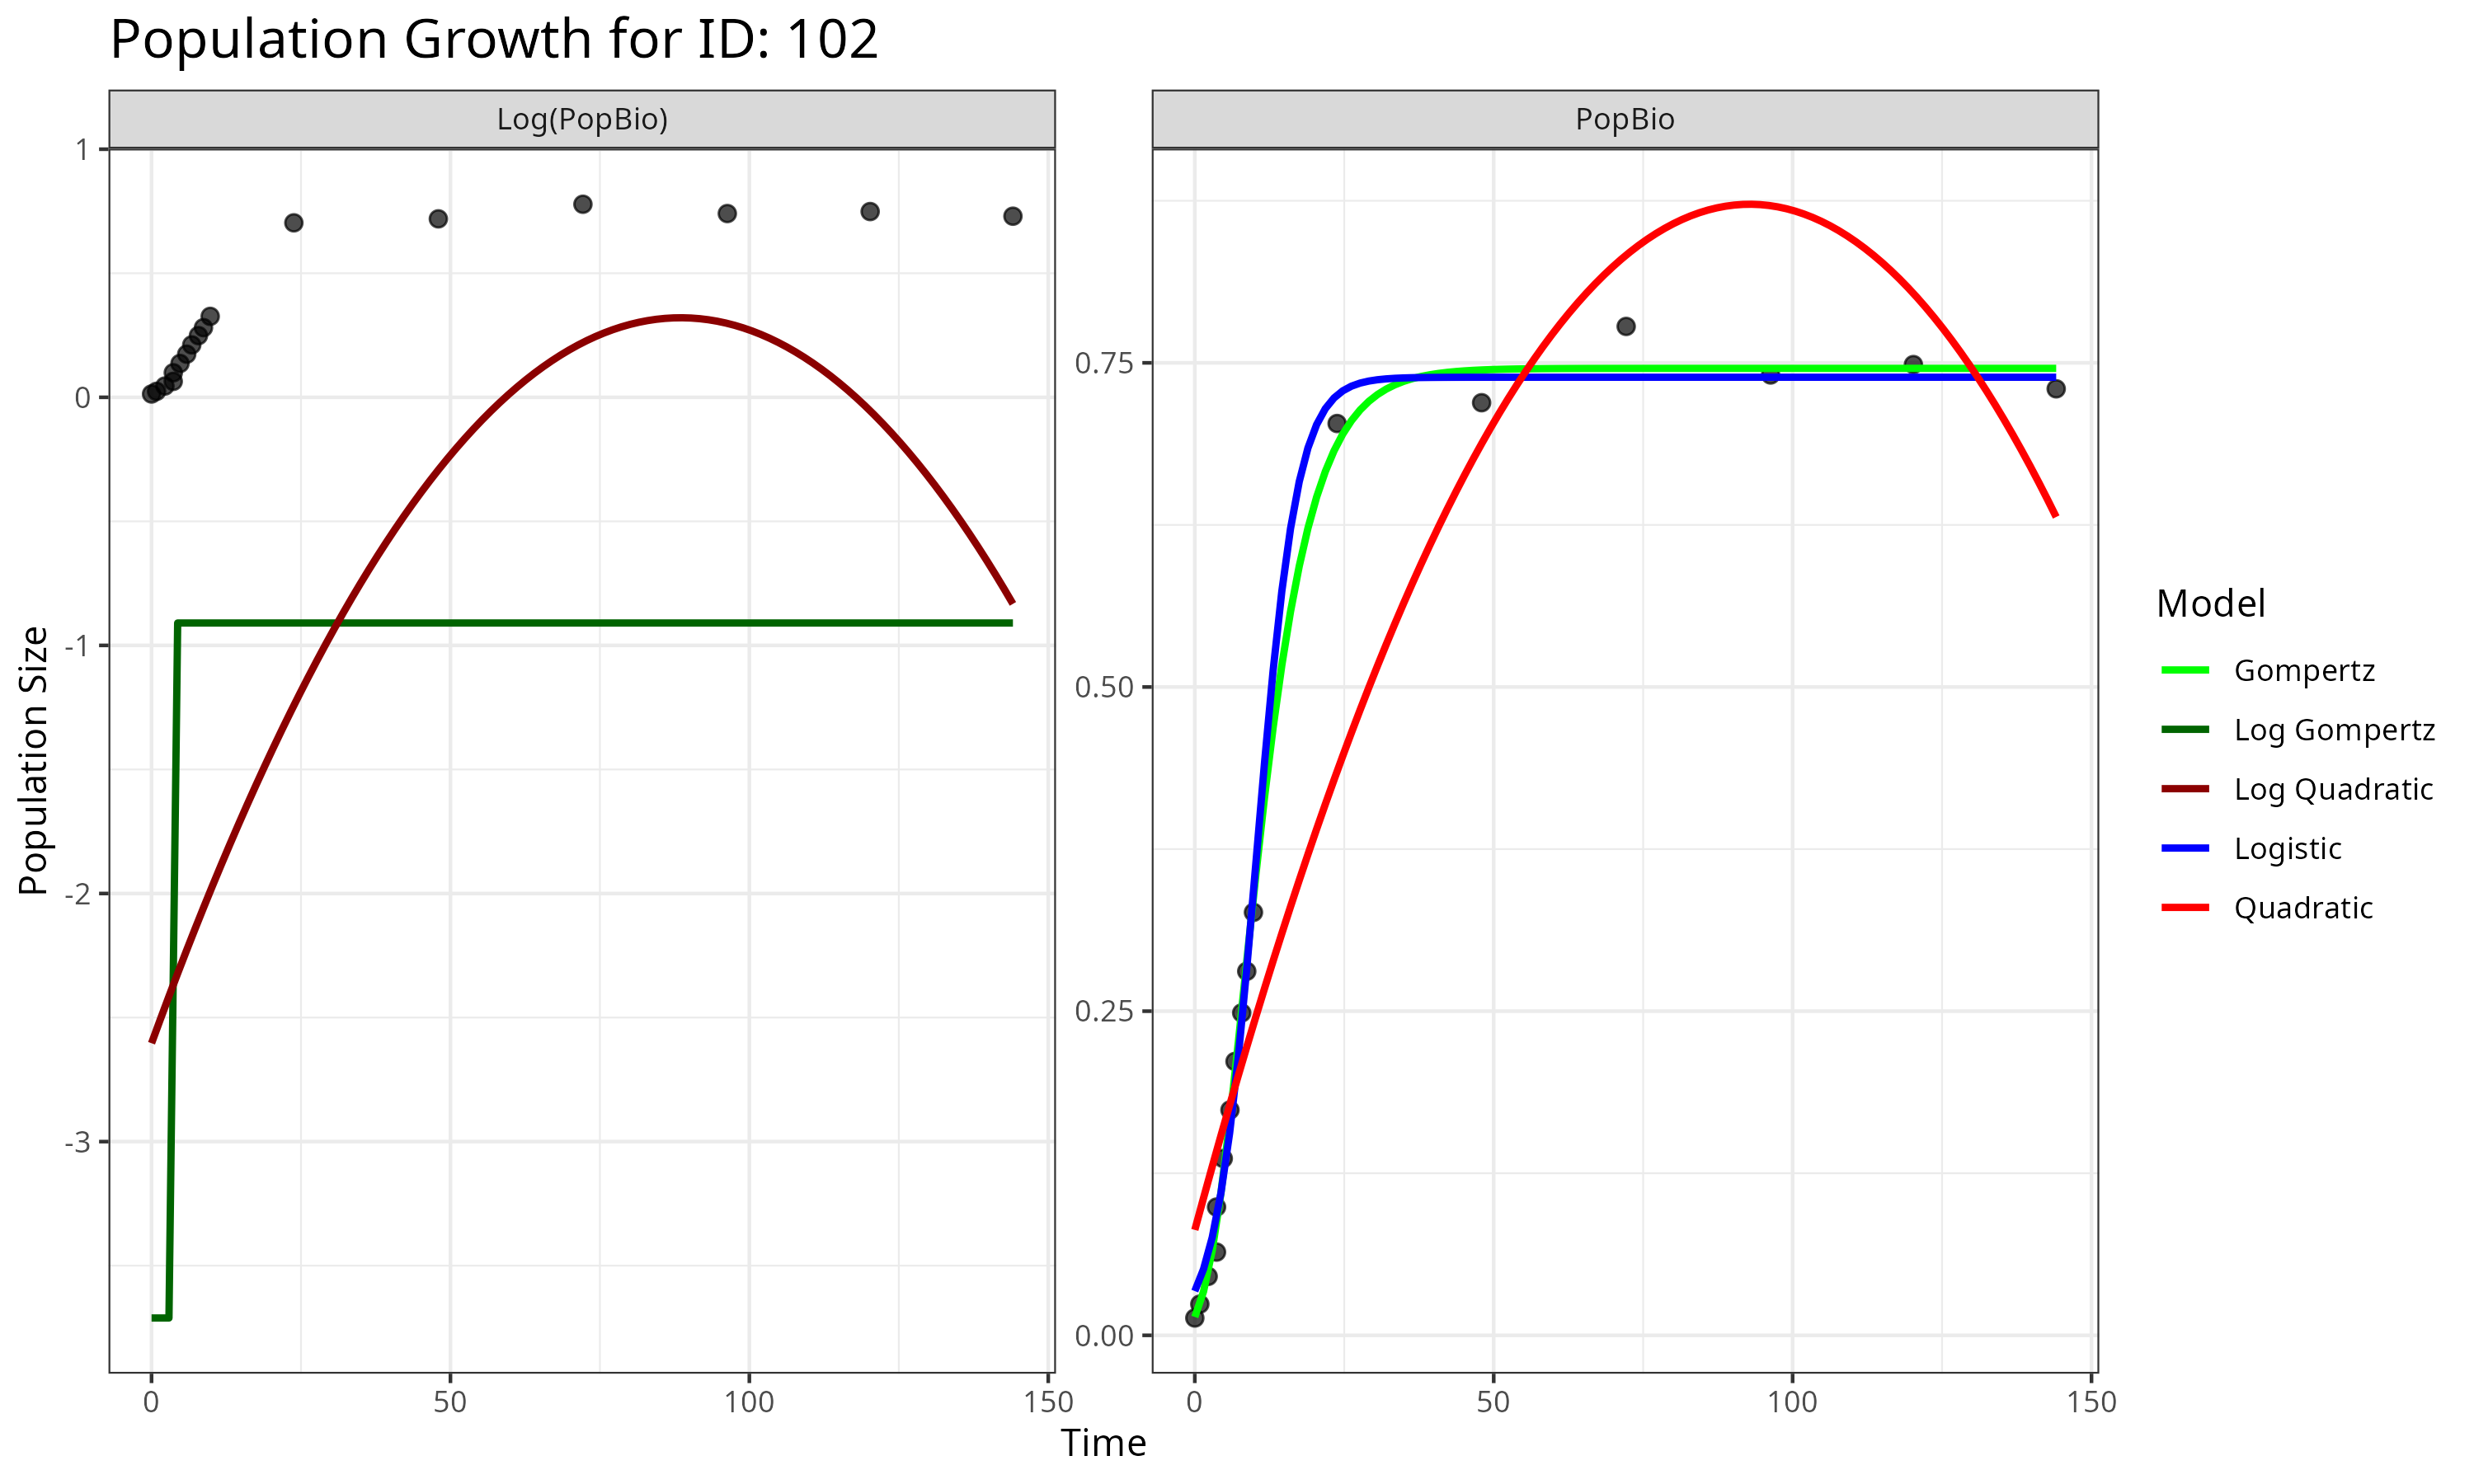 Population Growth for ID: 102
Log(PopBio)
PopBio
Population Size
1
0
-1
-2
-3
0.75
0.50
0.25
0.00
0
50
100
150
0
50
100
150
Time
Model
Gompertz
Log Gompertz
Log Quadratic
Logistic
Quadratic